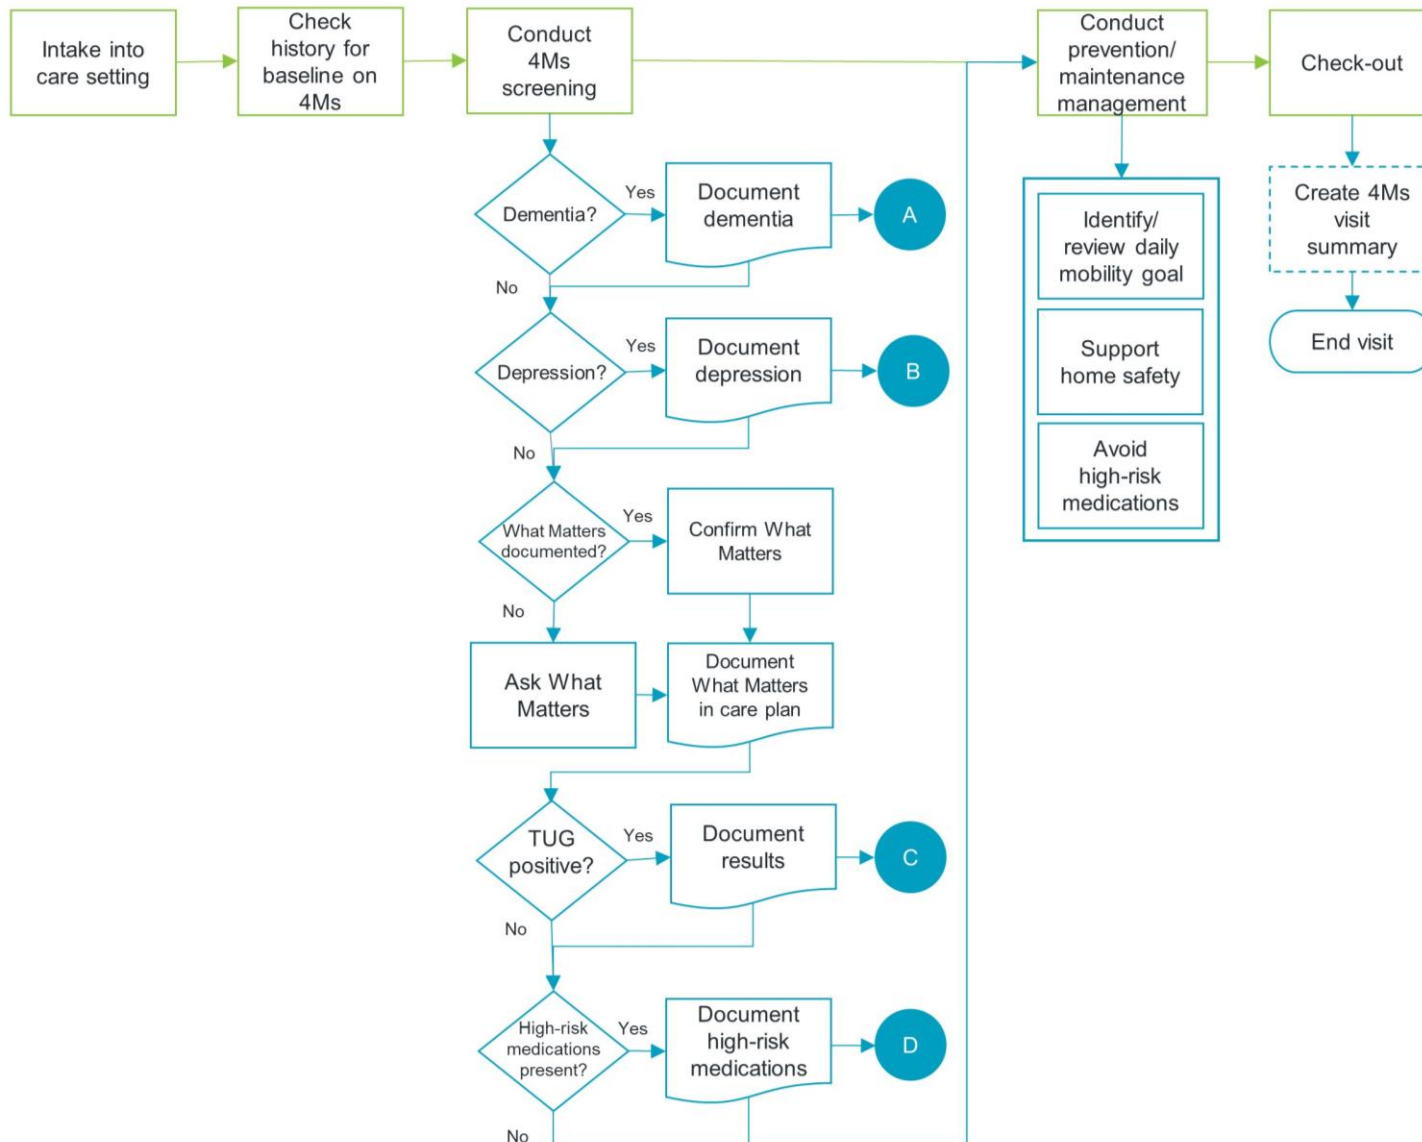 Intake into
care setting
Check
history for
baseline on
4Ms
Conduct
4Ms
screening
Conduct
prevention/
maintenance
management
Check-out
Dementia?
Yes
Document
dementia
A
No
Depression?
Yes
Document
depression
B
No
What Matters
documented?
Yes
Confirm What
Matters
No
Ask What
Matters
Document
What Matters
in care plan
TUG
positive?
Yes
Document
results
C
No
High-risk
medications
present?
Yes
Document
high-risk
medications
D
No
Identify/
review daily
mobility goal
Support
home safety
Avoid
high-risk
medications
Create 4Ms
visit
summary
End visit